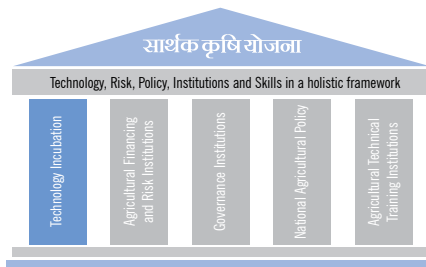 सार्थक कृषि योजना
Technology, Risk, Policy, Institutions and Skills in a holistic framework
Technology Incubation
Agricultural Financing
and Risk Institutions
Governance Institutions
National Agricultural Policy
Agricultural Technical
Training Institutions